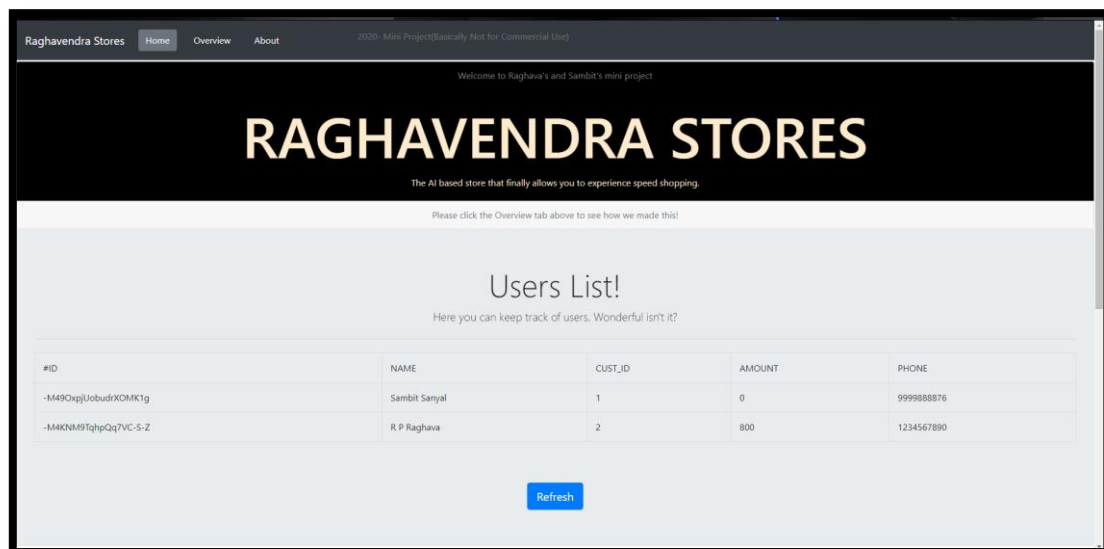 Raghavendra Stores Home Overview About 2020- Mini Project(Basically Not for Commercial Use)
Welcome to Raghava's and Sambit's mini project
RAGHAVENDRA STORES
The AI based store that finally allows you to experience speed shopping.
Please click the Overview tab above to see how we made this!
Users List!
Here you can keep track of users. Wonderful isn't it?
#ID NAME CUST_ID AMOUNT PHONE
-M49OxpjUobudrXOMK1g Sambit Sanyal 1 0 9999888876
-M4KNM9TqhpQq7VC-S-Z R P Raghava 2 800 1234567890
Refresh